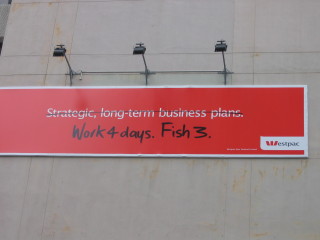 Strategic, long-term business plans.
Work 4 days. Fish 3.
Westpac